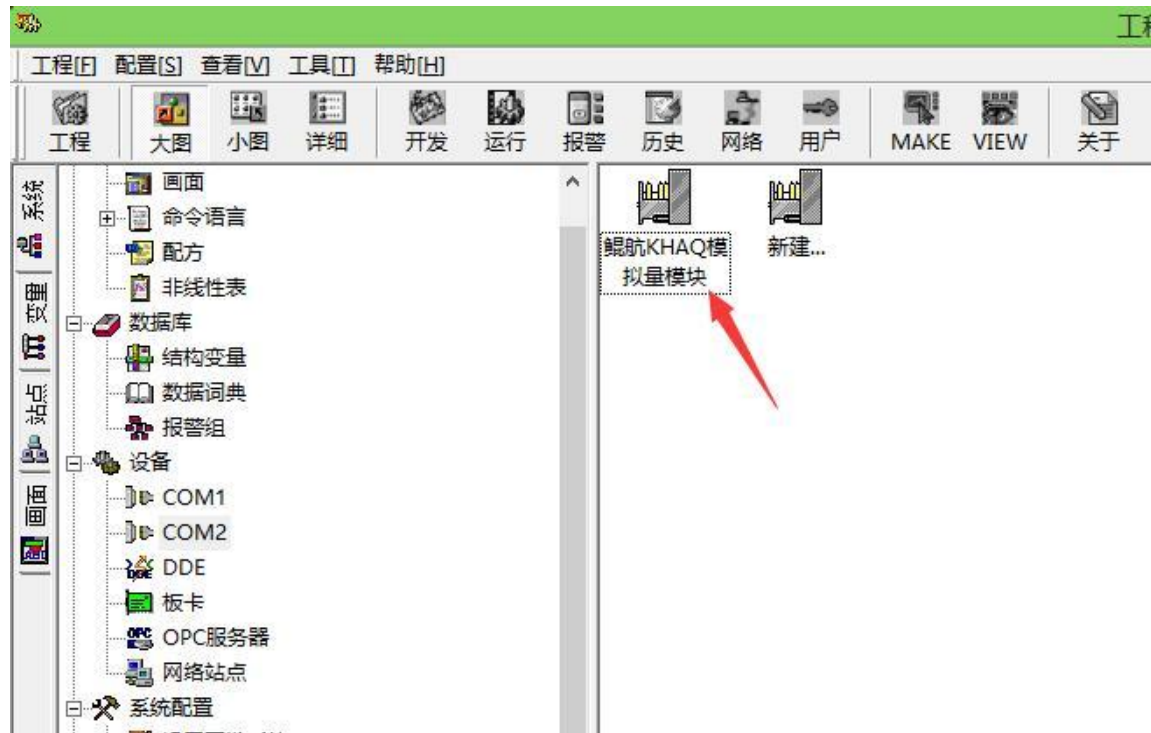 工程
工程[F] 配置[S] 查看[V] 工具[T] 帮助[H]
工程 大图 小图 详细 开发 运行 报警 历史 网络 用户 MAKE VIEW 关于
系统
变量
站点
画面
画面
命令语言
配方
非线性表
数据库
结构变量
数据词典
报警组
设备
COM1
COM2
DDE
板卡
OPC服务器
网络站点
系统配置
鲲航KHAQ模
拟量模块
新建...